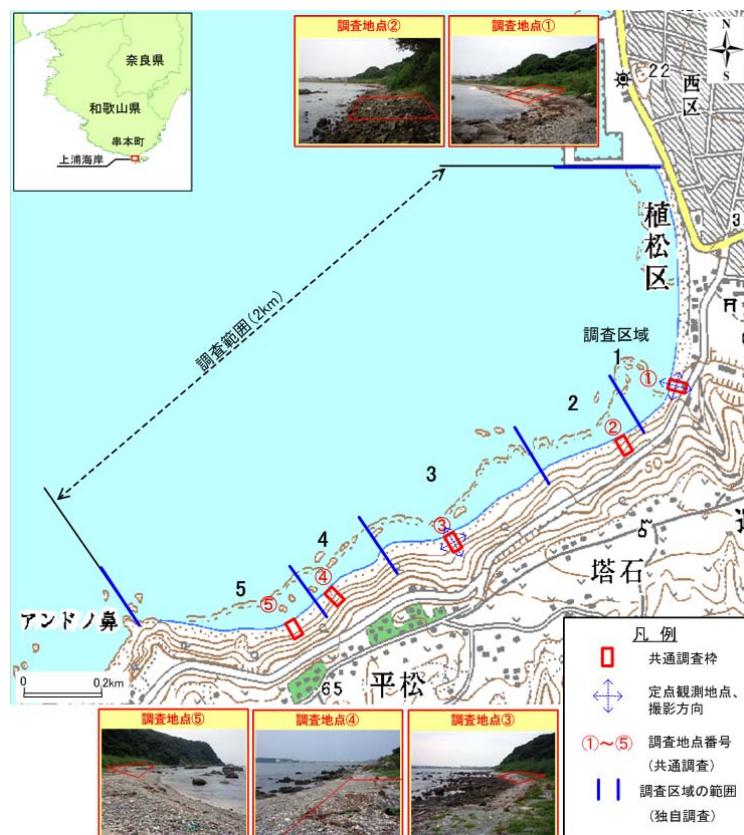 調査地点②
調査地点①
奈良県
和歌山県
串本町
上浦海岸
N
S
22
西区
植松区
3
調査範囲(2km)
調査区域
1
①
2
②
50
3
③
4
④
5
⑤
塔石
アンドノ鼻
65
平松
0
0.2km
凡 例
共通調査枠
定点観測地点、
撮影方向
①~⑤
調査地点番号
(共通調査)
調査区域の範囲
(独自調査)
調査地点⑤
調査地点④
調査地点③